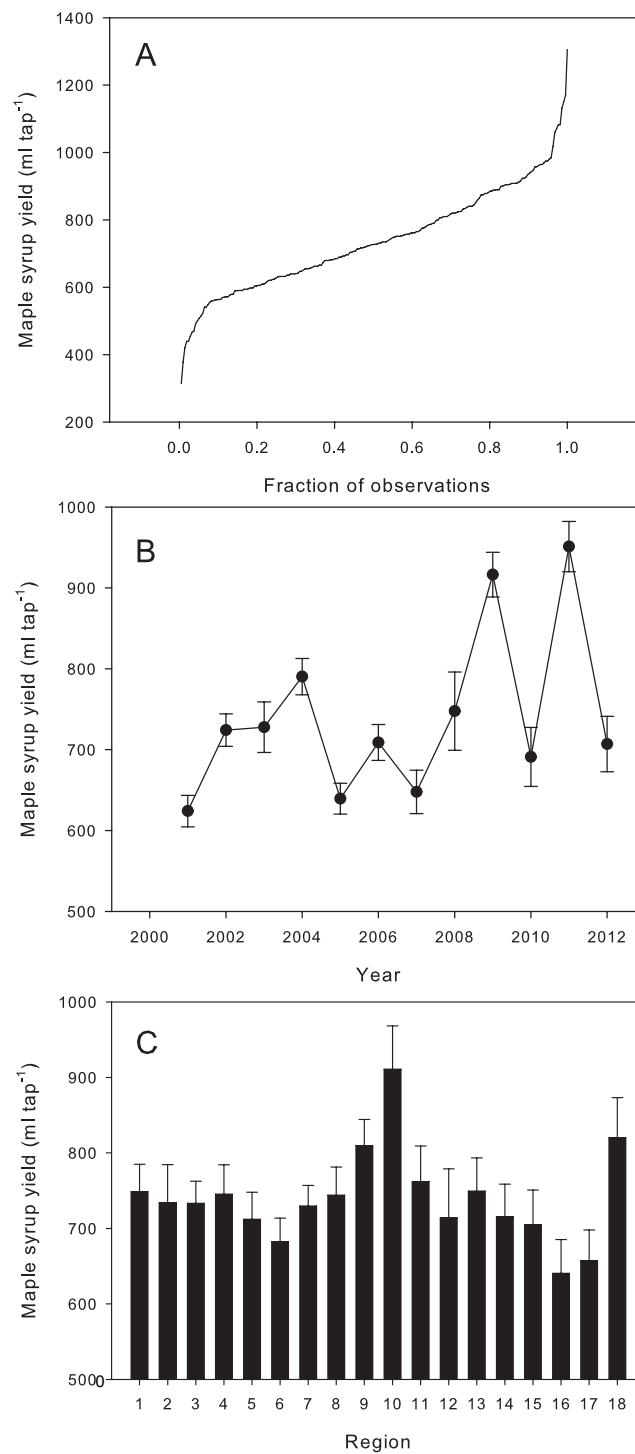 A
Maple syrup yield (ml tap⁻¹)
1400
1200
1000
800
600
400
200
0.0 0.2 0.4 0.6 0.8 1.0
Fraction of observations
B
Maple syrup yield (ml tap⁻¹)
1000
900
800
700
600
500
2000 2002 2004 2006 2008 2010 2012
Year
C
Maple syrup yield (ml tap⁻¹)
1000
900
800
700
600
500
0
1 2 3 4 5 6 7 8 9 10 11 12 13 14 15 16 17 18
Region